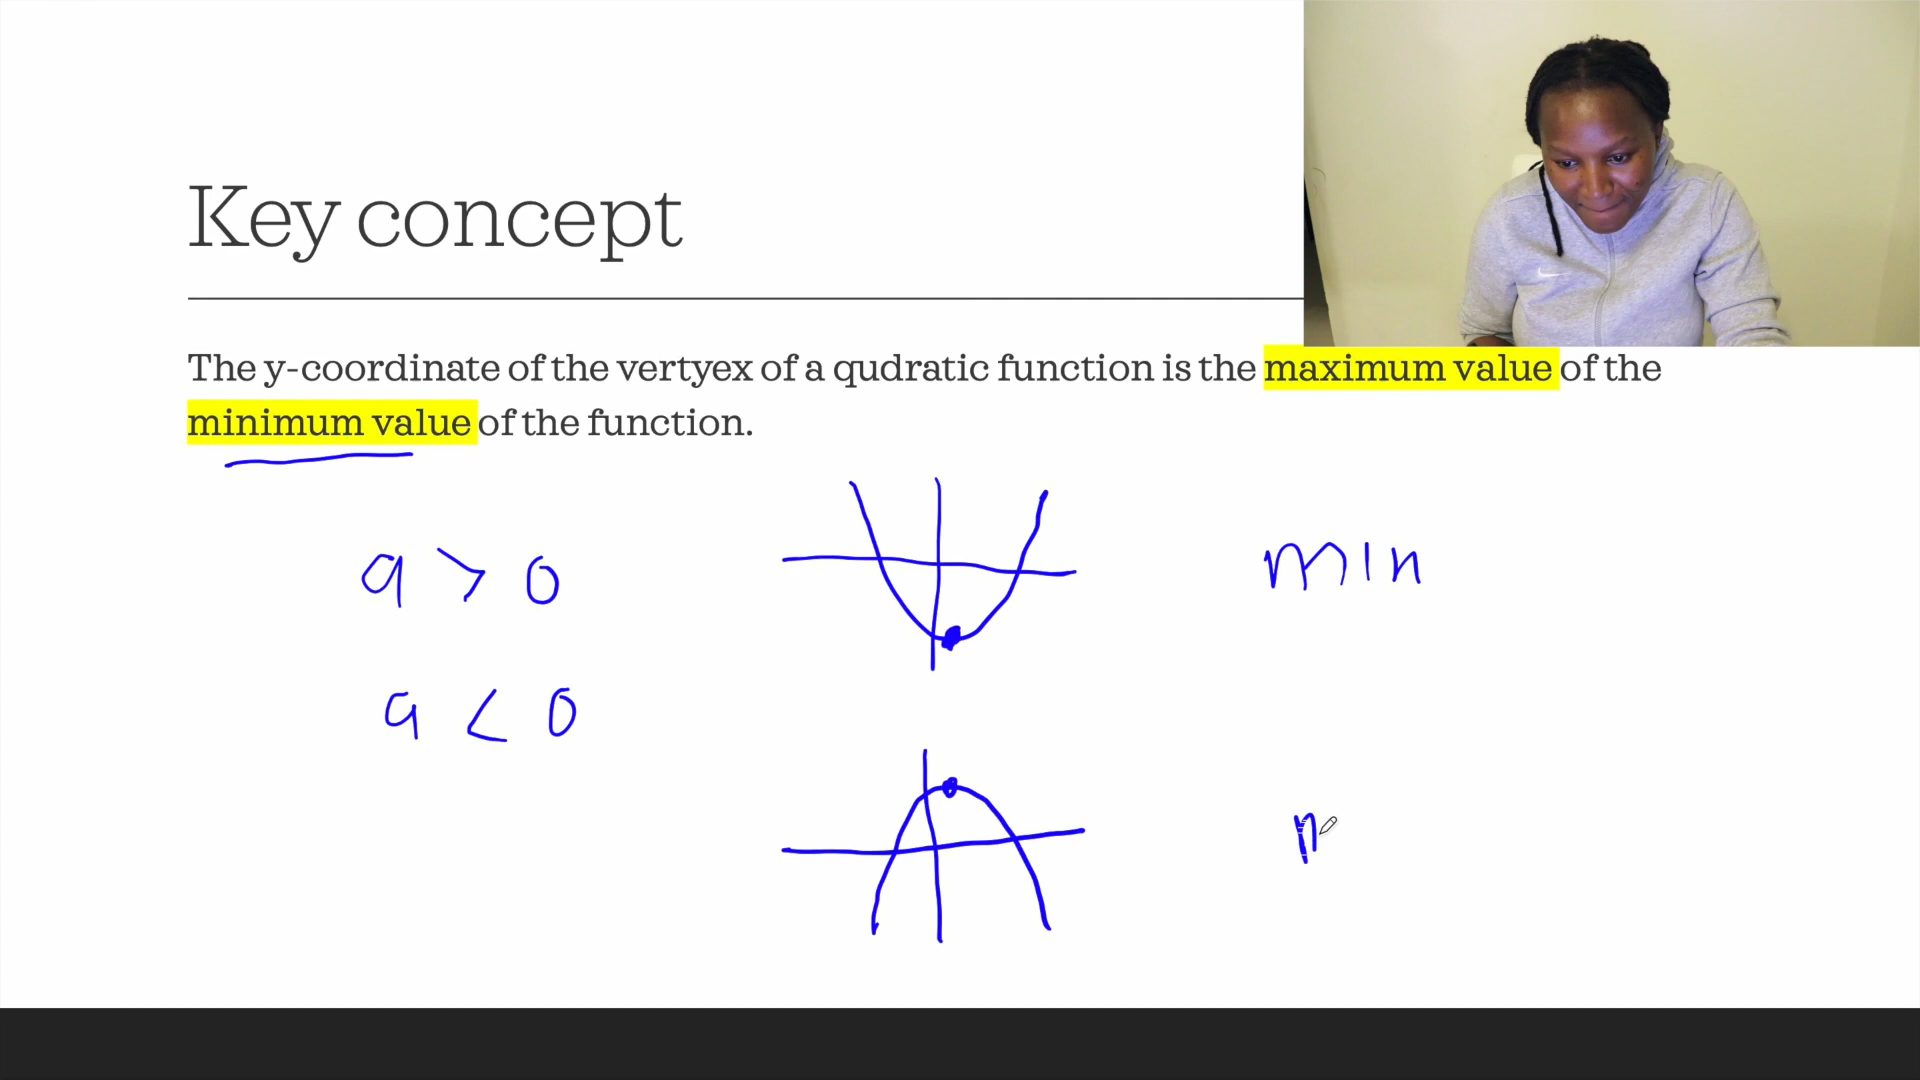 Key concept
The y-coordinate of the vertyex of a qudratic function is the maximum value of the
minimum value of the function.
a > 0
min
a < 0